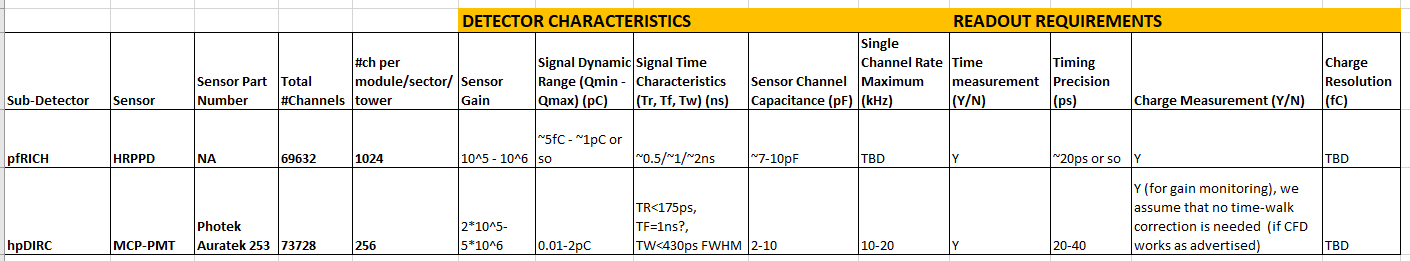 DETECTOR CHARACTERISTICS READOUT REQUIREMENTS
Sub-Detector
Sensor
Sensor Part
Number
Total
#Channels
#ch per
module/sector/
tower
Sensor
Gain
Signal Dynamic
Range (Qmin -
Qmax) (pC)
Signal Time
Characteristics
(Tr, Tf, Tw) (ns)
Sensor Channel
Capacitance (pF)
Single
Channel Rate
Maximum
(kHz)
Time
measurement
(Y/N)
Timing
Precision
(ps)
Charge Measurement (Y/N)
Charge
Resolution
(fC)
pfRICH
HRPPD
NA
69632
1024
10^5 - 10^6
~5fC - ~1pC or
so
~0.5/~1/~2ns
~7-10pF
TBD
Y
~20ps or so
Y
TBD
hpDIRC
MCP-PMT
Photek
Auratek 253
73728
256
2*10^5-
5*10^6
0.01-2pC
TR<175ps,
TF=1ns?,
TW<430ps FWHM
2-10
10-20
Y
20-40
Y (for gain monitoring), we
assume that no time-walk
correction is needed  (if CFD
works as advertised)
TBD